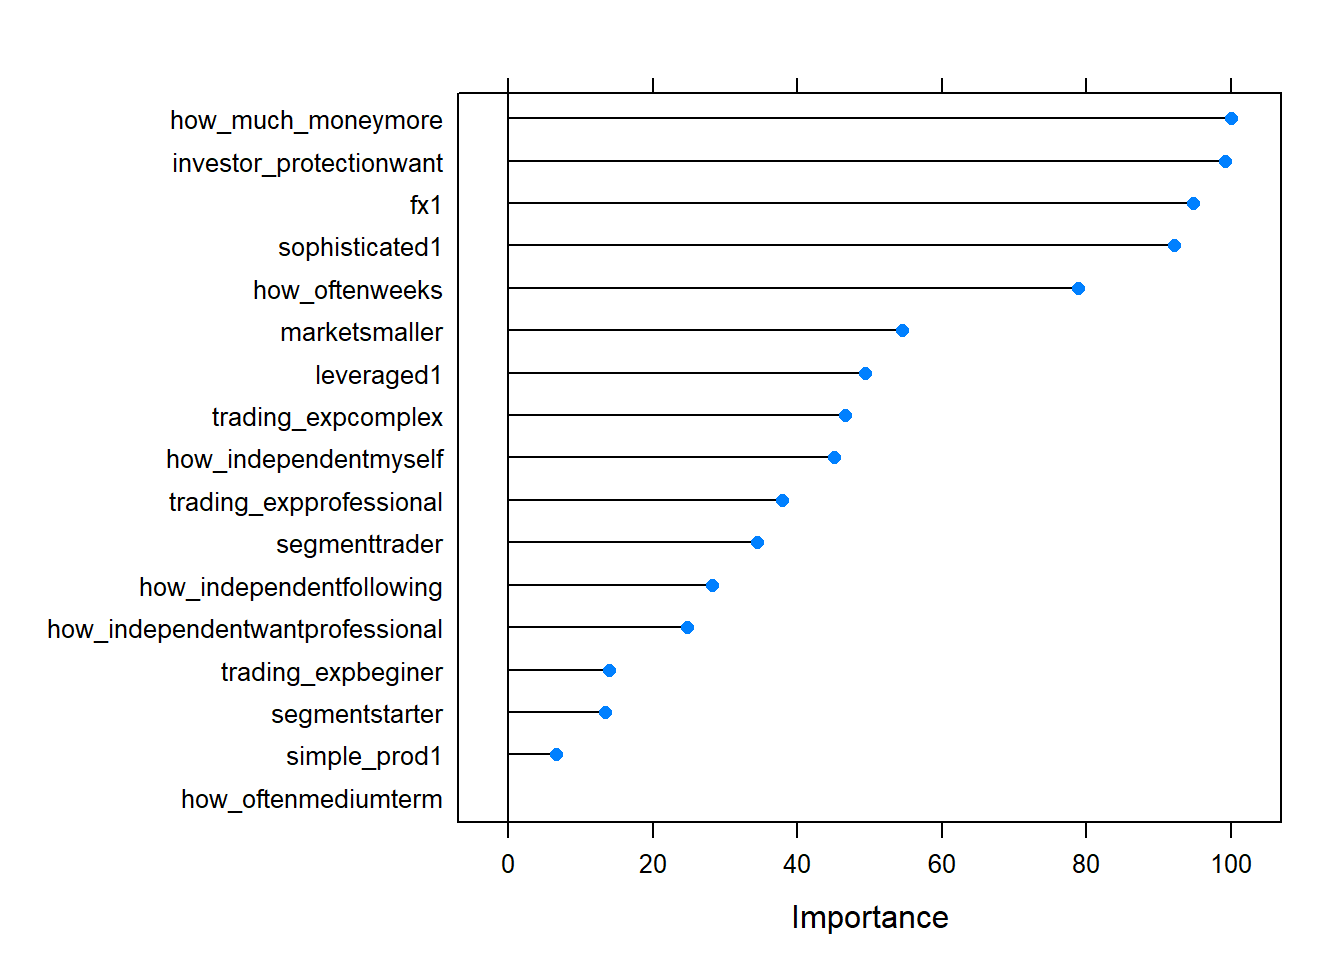 how_much_moneymore
investor_protectionwant
fx1
sophisticated1
how_oftenweeks
marketsmaller
leveraged1
trading_expcomplex
how_independentmyself
trading_expprofessional
segmenttrader
how_independentfollowing
how_independentwantprofessional
trading_expbeginer
segmentstarter
simple_prod1
how_oftenmediumterm
0 20 40 60 80 100
Importance